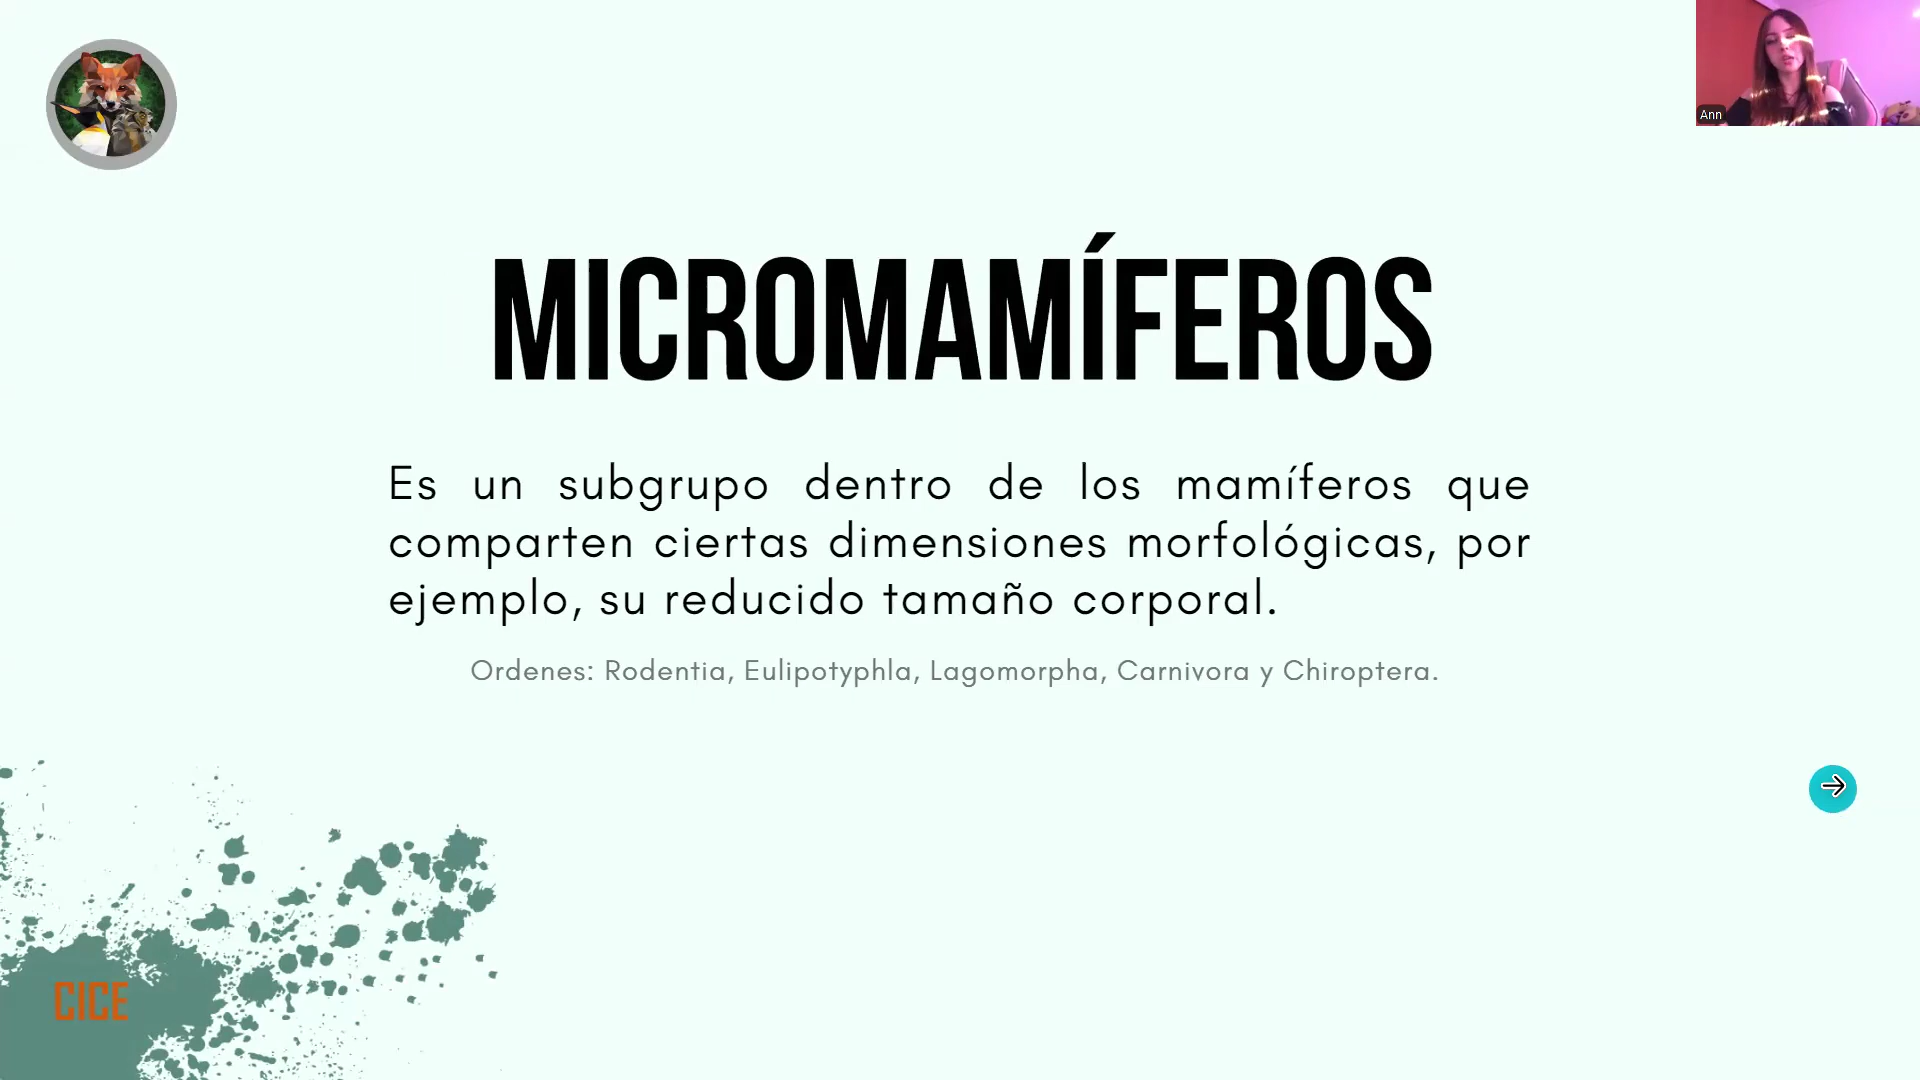 Ann
MICROMAMÍFEROS
Es un subgrupo dentro de los mamíferos que
comparten ciertas dimensiones morfológicas, por
ejemplo, su reducido tamaño corporal.
Ordenes: Rodentia, Eulipotyphla, Lagomorpha, Carnivora y Chiroptera.
CICE